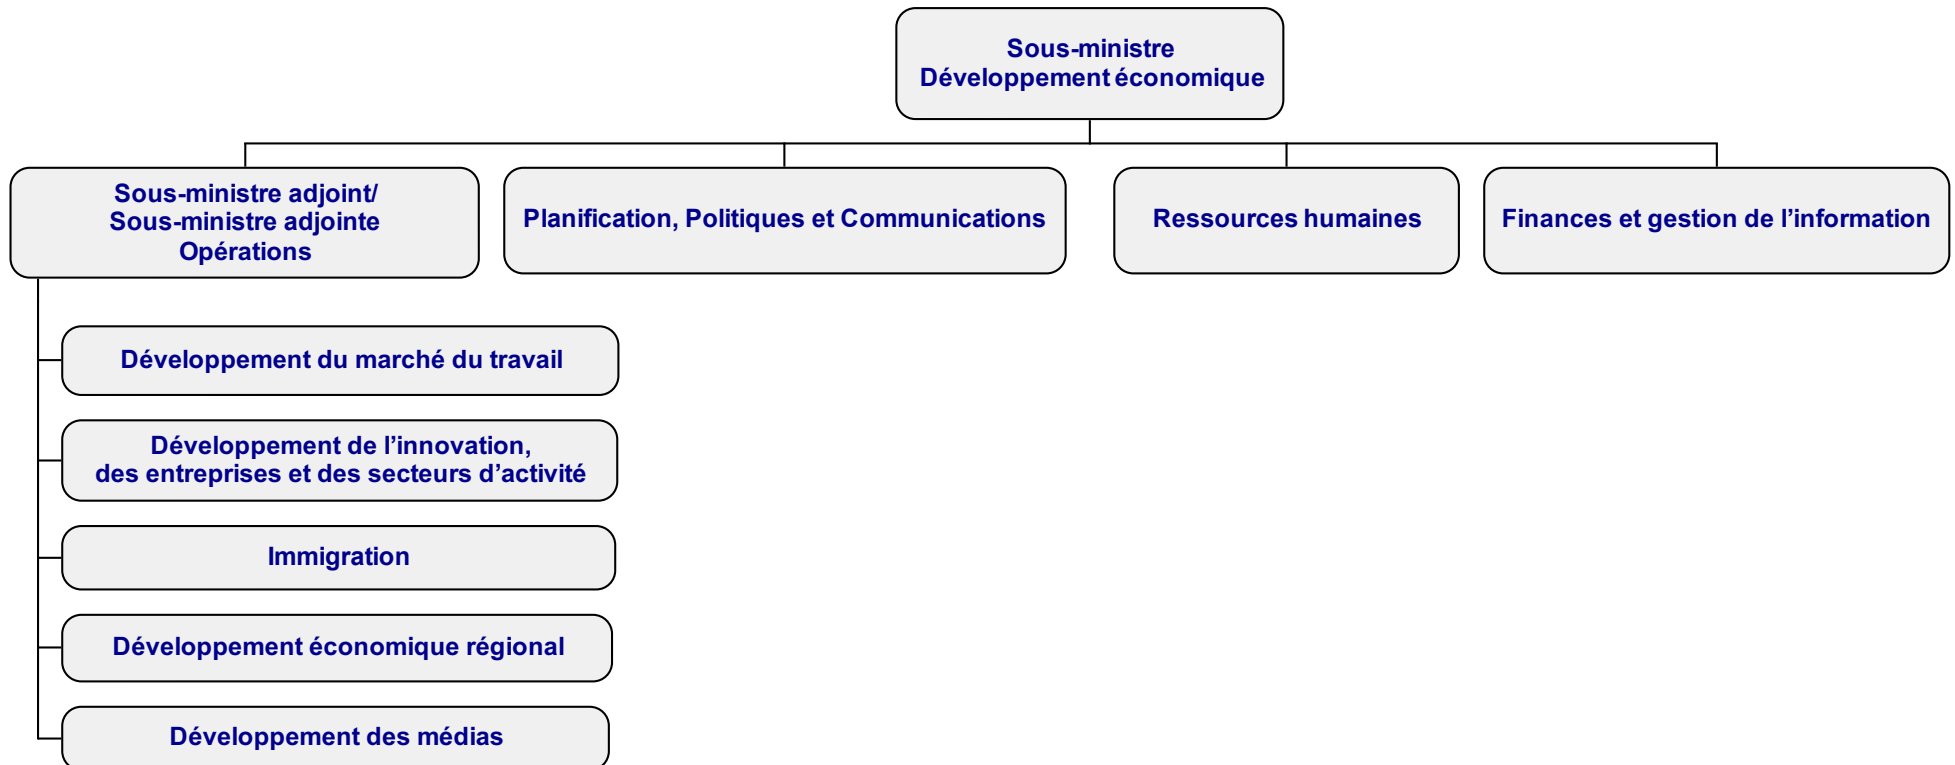 Sous-ministre
Développement économique
Sous-ministre adjoint/
Sous-ministre adjointe
Opérations
Planification, Politiques et Communications
Ressources humaines
Finances et gestion de l’information
Développement du marché du travail
Développement de l’innovation,
des entreprises et des secteurs d’activité
Immigration
Développement économique régional
Développement des médias